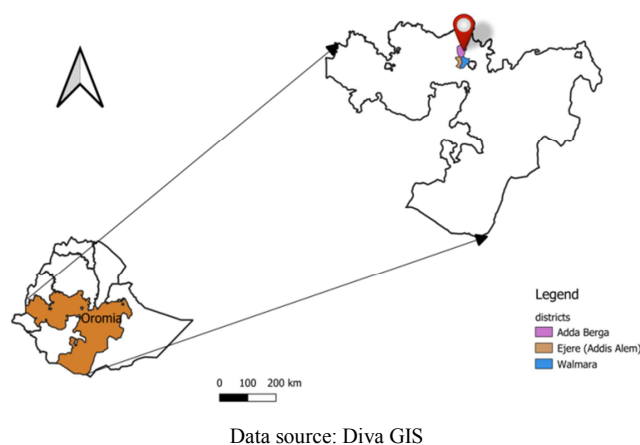 Oromia
Legend
districts
Adda Berga
Ejere (Addis Alem)
Walmara
0 100 200 km
Data source: Diva GIS